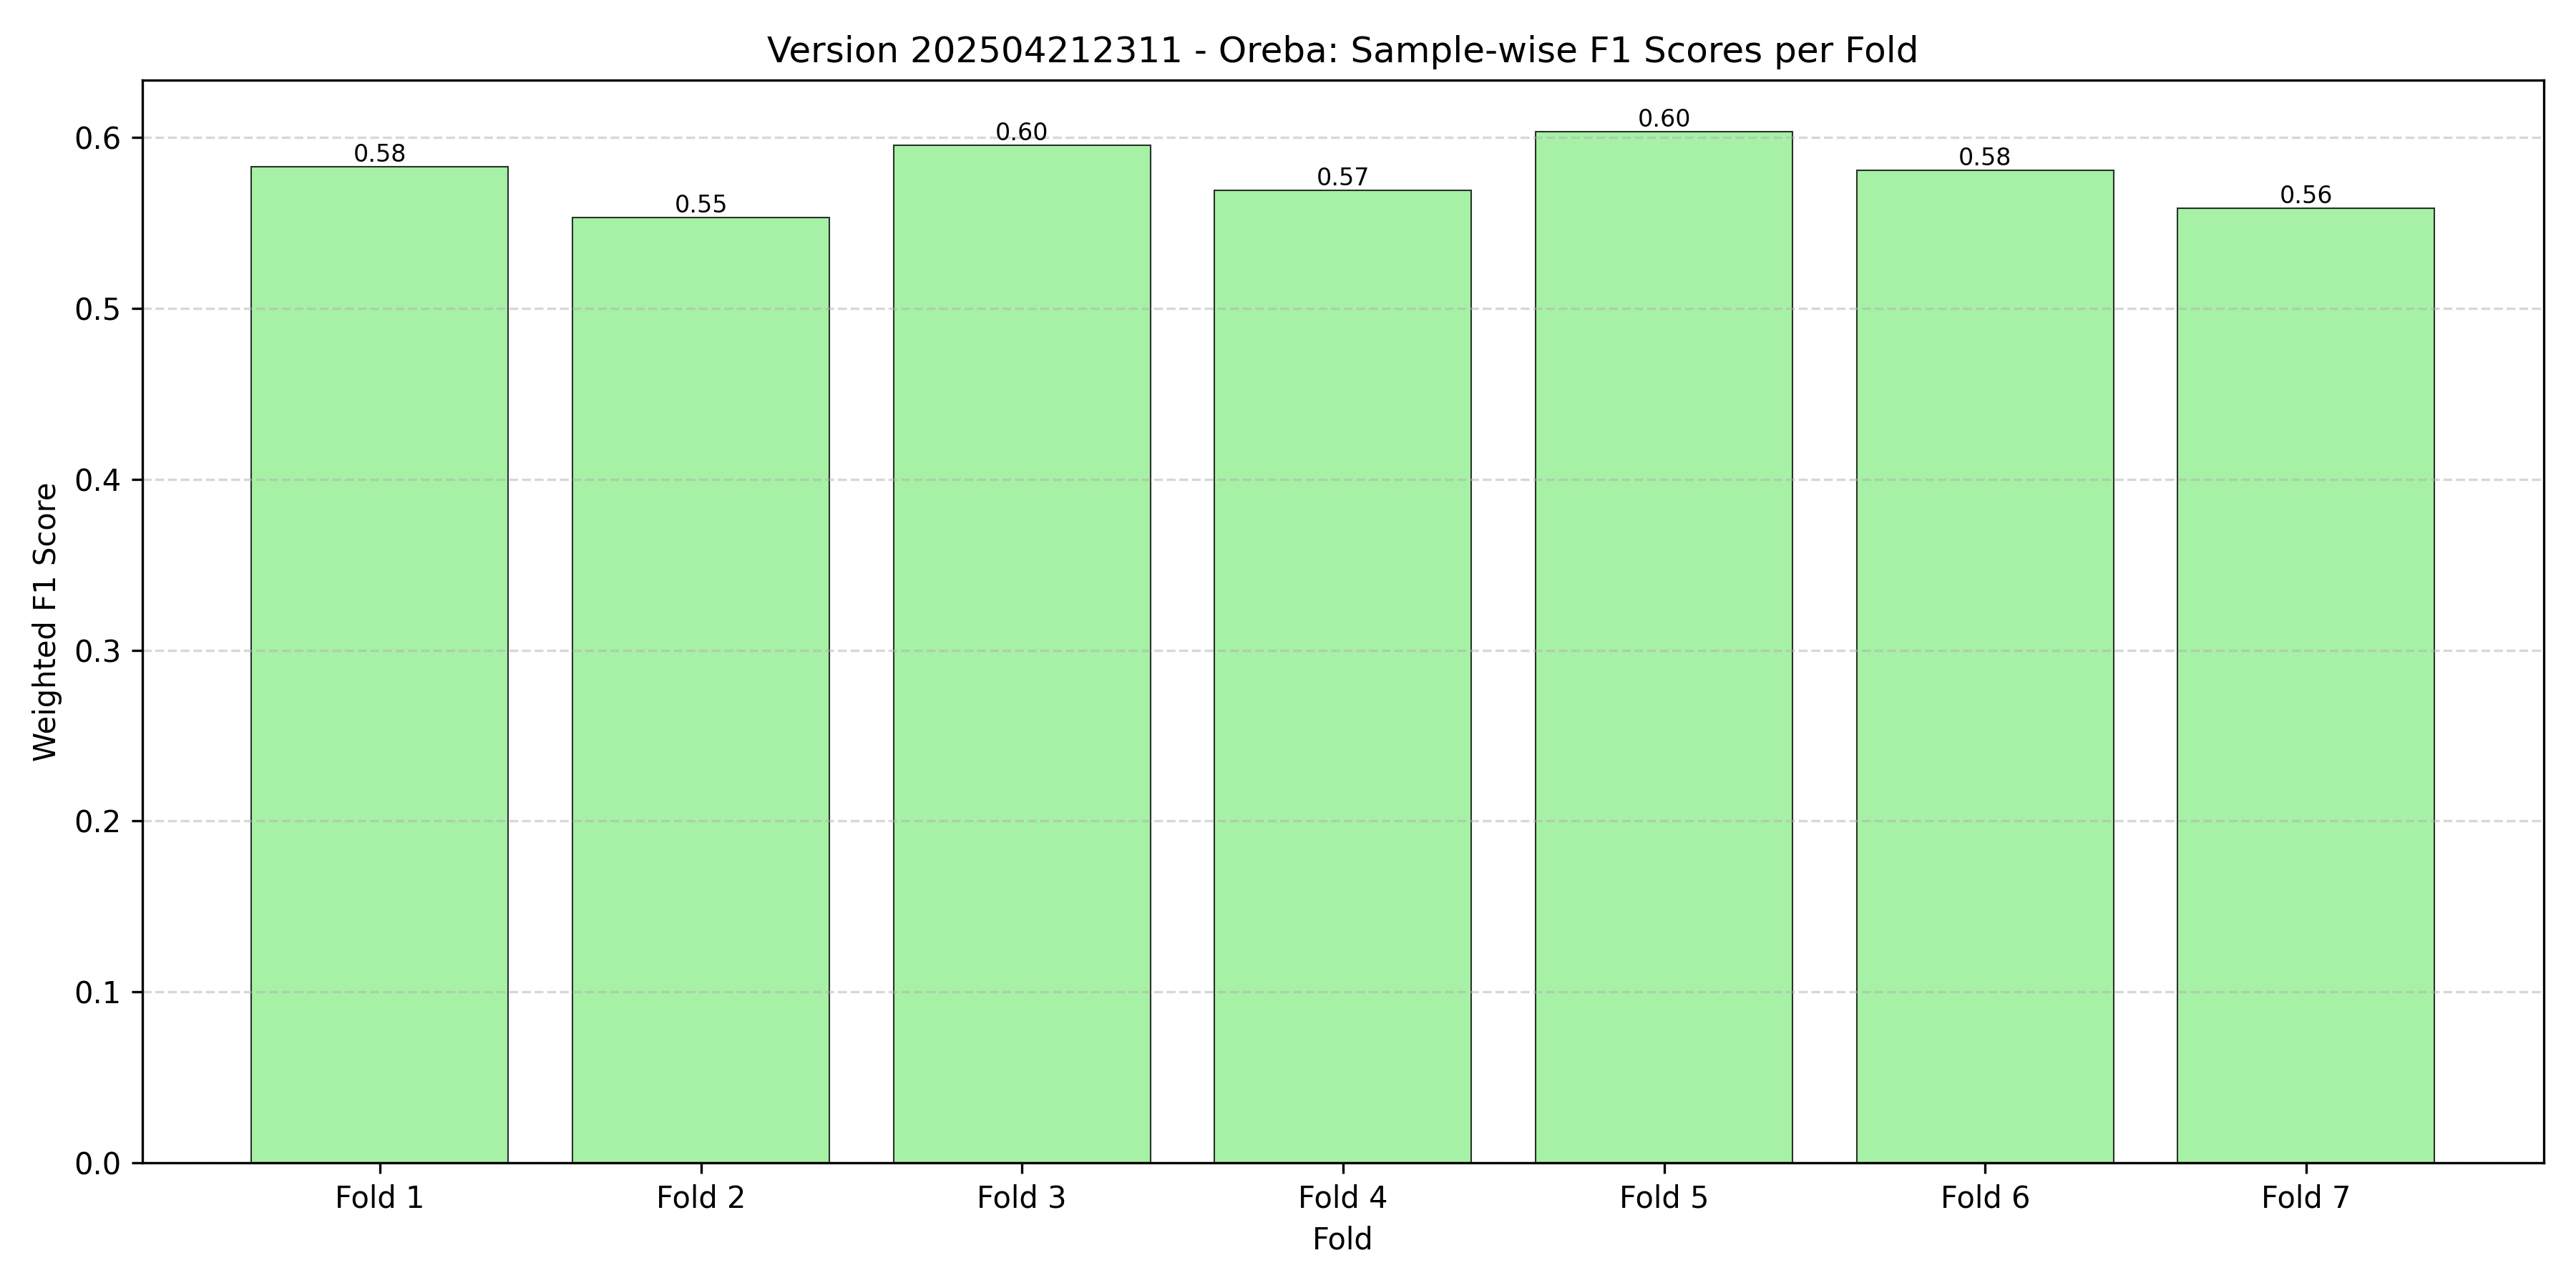 Version 202504212311 - Oreba: Sample-wise F1 Scores per Fold
Weighted F1 Score
0.6
0.5
0.4
0.3
0.2
0.1
0.0
0.58
0.55
0.60
0.57
0.60
0.58
0.56
Fold 1
Fold 2
Fold 3
Fold 4
Fold 5
Fold 6
Fold 7
Fold